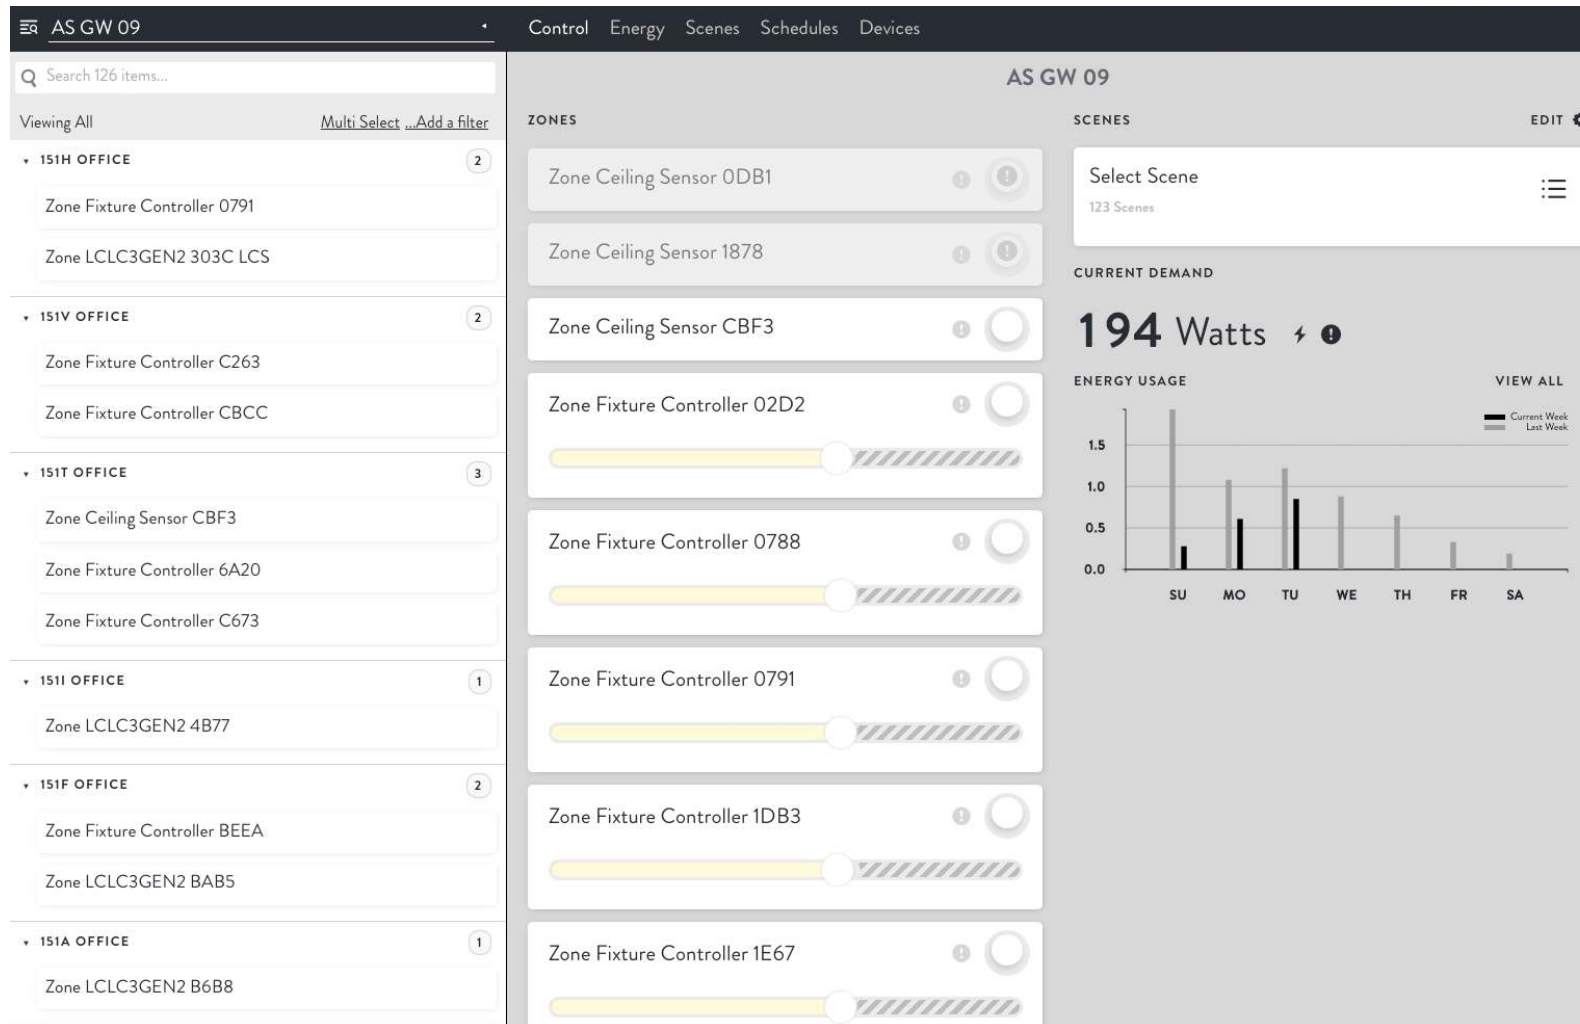 AS GW 09
Control Energy Scenes Schedules Devices
Search 126 items...
Viewing All Multi Select ...Add a filter
151H OFFICE 2
Zone Fixture Controller 0791
Zone LCLC3GEN2 303C LCS
151V OFFICE 2
Zone Fixture Controller C263
Zone Fixture Controller CBCC
151T OFFICE 3
Zone Ceiling Sensor CBF3
Zone Fixture Controller 6A20
Zone Fixture Controller C673
151I OFFICE 1
Zone LCLC3GEN2 4B77
151F OFFICE 2
Zone Fixture Controller BEEA
Zone LCLC3GEN2 BAB5
151A OFFICE 1
Zone LCLC3GEN2 B6B8
AS GW 09
ZONES
Zone Ceiling Sensor 0DB1
Zone Ceiling Sensor 1878
Zone Ceiling Sensor CBF3
Zone Fixture Controller 02D2
Zone Fixture Controller 0788
Zone Fixture Controller 0791
Zone Fixture Controller 1DB3
Zone Fixture Controller 1E67
SCENES EDIT
Select Scene
123 Scenes
CURRENT DEMAND
194 Watts
ENERGY USAGE VIEW ALL
Current Week
Last Week
1.5
1.0
0.5
0.0
SU MO TU WE TH FR SA